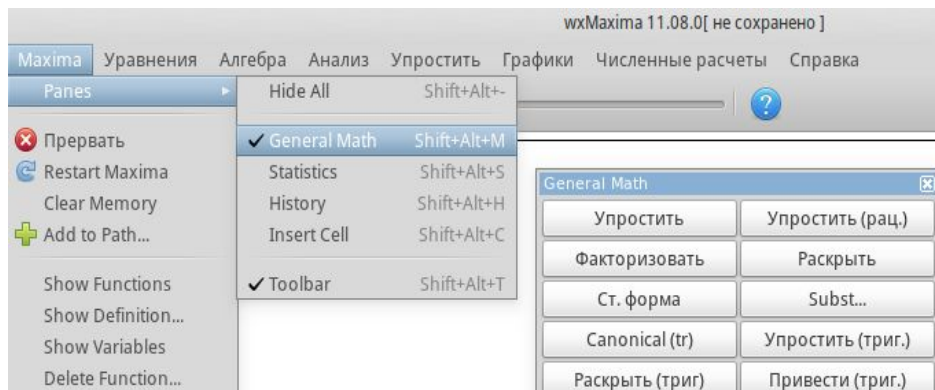 wxMaxima 11.08.0[ не сохранено ]
Maxima Уравнения Алгебра Анализ Упростить Графики Численные расчеты Справка
Panes
Hide All Shift+Alt+-
Прервать
General Math Shift+Alt+M
Restart Maxima
Statistics Shift+Alt+S
Clear Memory
History Shift+Alt+H
Add to Path...
Insert Cell Shift+Alt+C
Show Functions
Toolbar Shift+Alt+T
Show Definition...
Show Variables
Delete Function...
General Math
Упростить Упростить (рац.)
Факторизовать Раскрыть
Ст. форма Subst...
Canonical (tr) Упростить (триг.)
Раскрыть (триг) Привести (триг.)